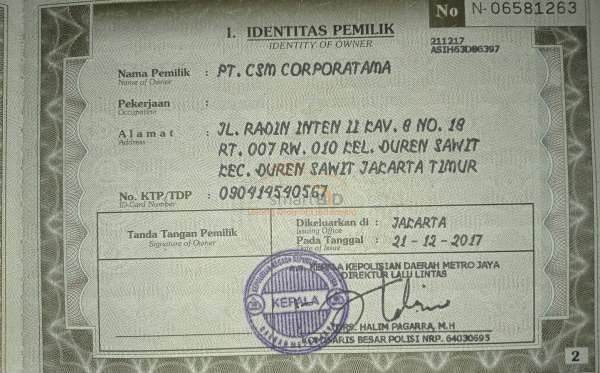 No N-06581263
I. IDENTITAS PEMILIK
IDENTITY OF OWNER
211217
ASIH63D86397
Nama Pemilik : PT. CSM CORPORATAMA
Name of Owner
Pekerjaan :
Occupation
Alamat : JL. RADIN INTEN II KAV. 8 NO. 18
Address
RT. 007 RW. 010 KEL. DUREN SAWIT
KEC. DUREN SAWIT JAKARTA TIMUR
No. KTP/TDP : 090414540567
ID-Card Number
smartBID
Tanda Tangan Pemilik
Signature of Owner
Dikeluarkan di : JAKARTA
Issuing Office
Pada Tanggal : 21-12-2017
Date of Issue
a.n. KEPALA KEPOLISIAN DAERAH METRO JAYA
DIREKTUR LALU LINTAS
KEPALA
DRS. HALIM PAGARRA, M.H
KOMISARIS BESAR POLISI NRP. 64030695
2